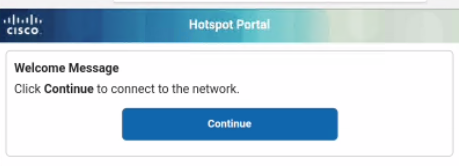 CISCO.
Hotspot Portal
Welcome Message
Click Continue to connect to the network.
Continue